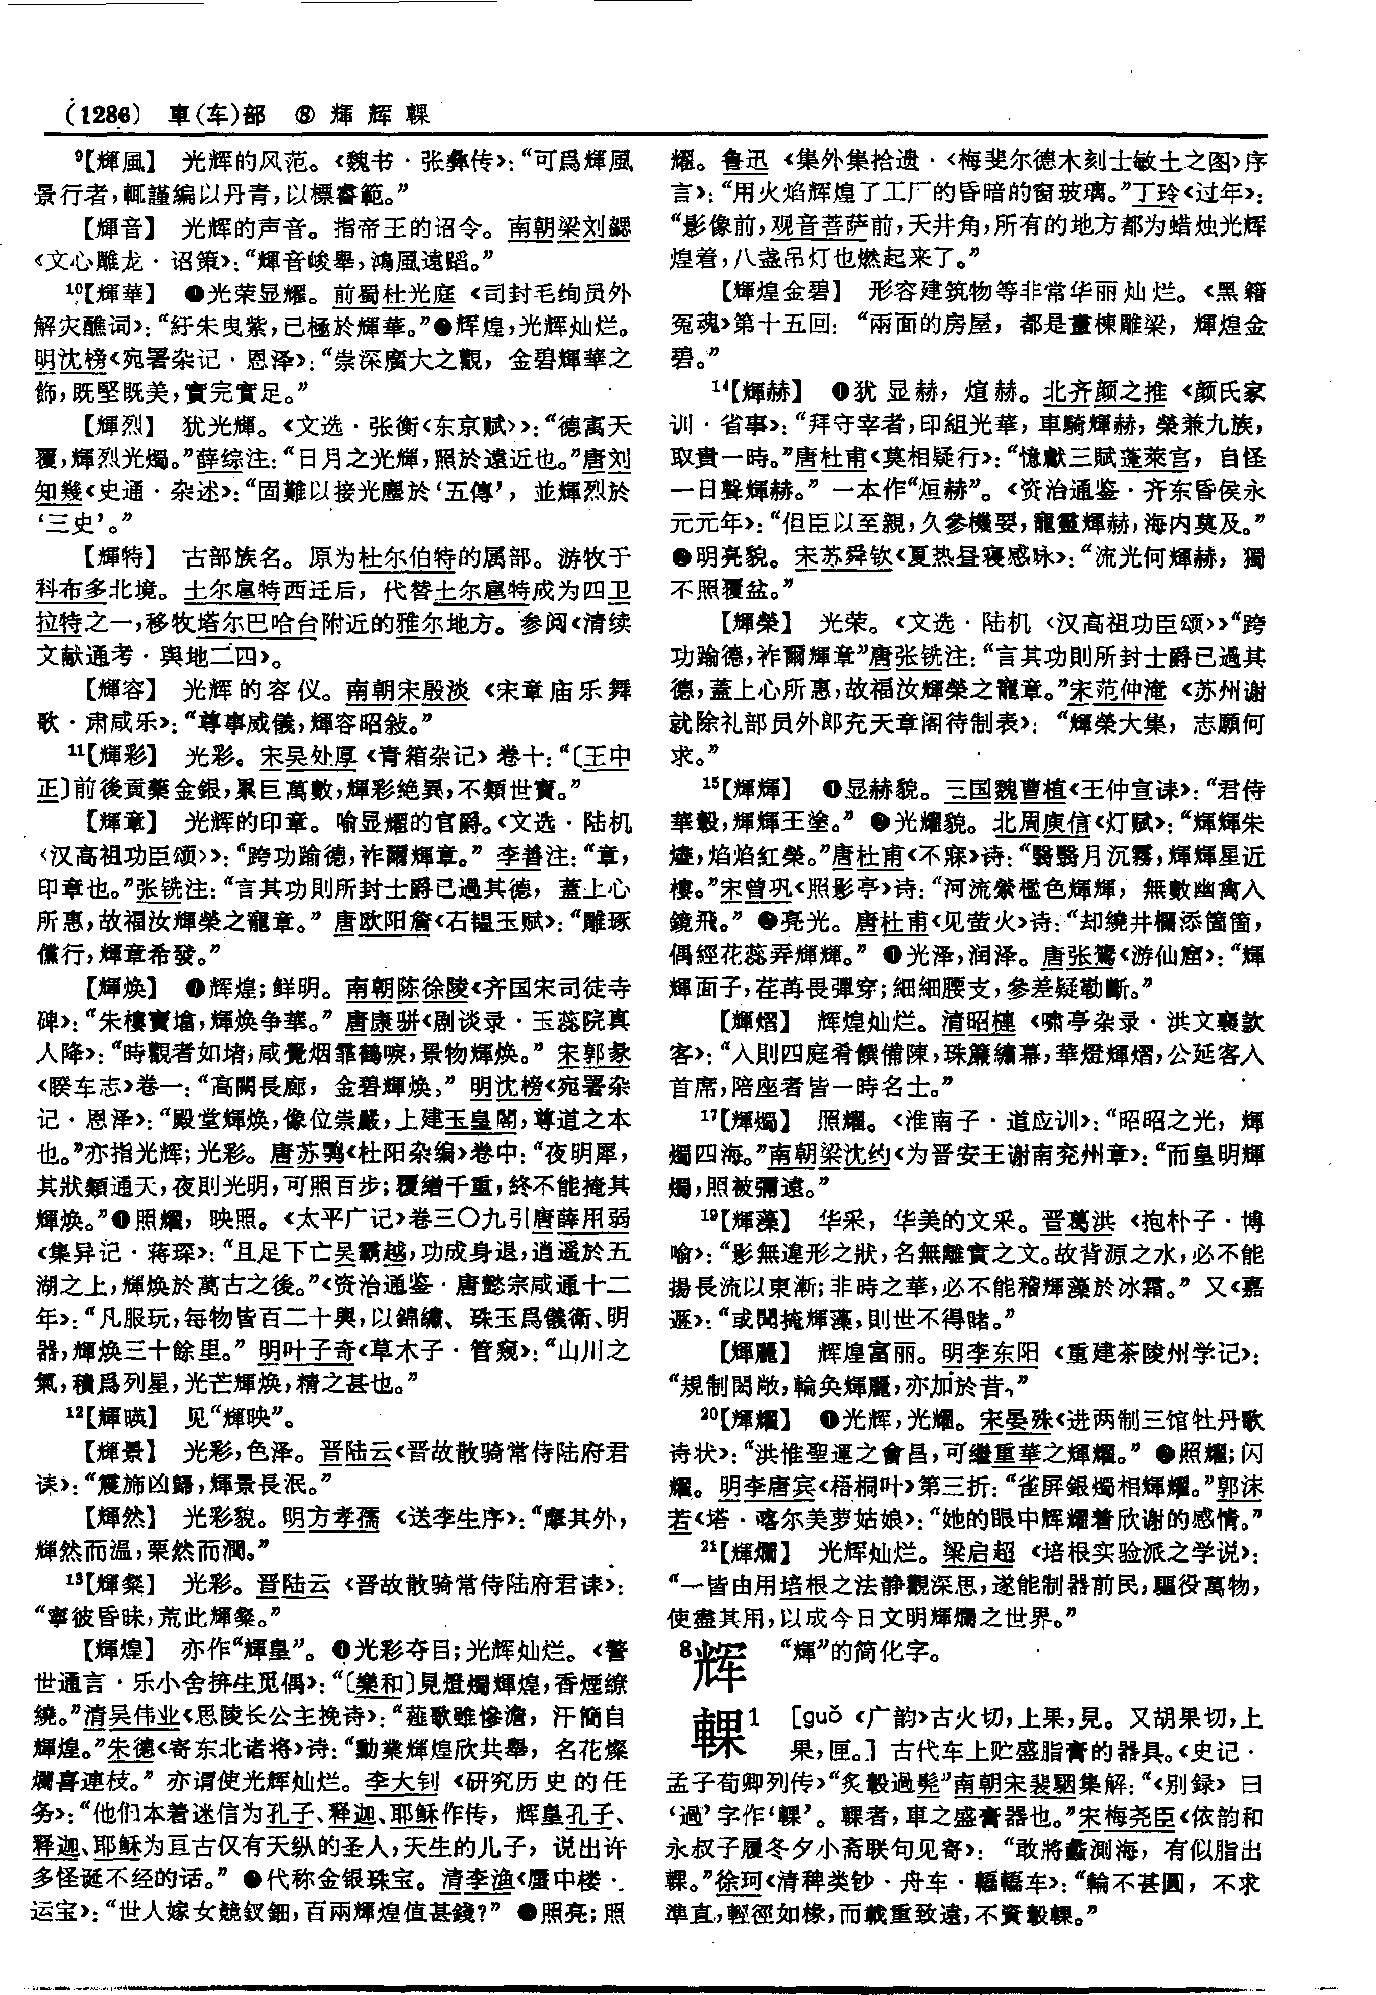 (1286) 車(车)部 ⑧ 輝 辉 輠
⁹【輝風】 光辉的风范。《魏书·张彝传》：“可爲輝風
景行者，輒謹編以丹青，以標睿範。”
【輝音】 光辉的声音。指帝王的诏令。南朝梁刘勰
《文心雕龙·诏策》：“輝音峻舉，鴻風遠蹈。”
¹⁰【輝華】 ❶光荣显耀。前蜀杜光庭《司封毛绚员外
解灾醮词》：“紆朱曳紫，已極於輝華。”❷辉煌，光辉灿烂。
明沈榜《宛署杂记·恩泽》：“崇深廣大之觀，金碧輝華之
飾，既堅既美，實完實足。”
【輝烈】 犹光輝。《文选·张衡〈东京赋〉》：“德寓天
覆，輝烈光燭。”薛综注：“日月之光輝，照於遠近也。”唐刘
知幾《史通·杂述》：“固難以接光塵於‘五傳’，並輝烈於
‘三史’。”
【輝特】 古部族名。原为杜尔伯特的属部。游牧于
科布多北境。土尔扈特西迁后，代替土尔扈特成为四卫
拉特之一，移牧塔尔巴哈台附近的雅尔地方。参阅《清续
文献通考·舆地二四》。
【輝容】 光辉的容仪。南朝宋殷淡《宋章庙乐舞
歌·肃咸乐》：“尊事威儀，輝容昭敍。”
¹¹【輝彩】 光彩。宋吴处厚《青箱杂记》卷十：“〔王中
正〕前後貢藥金銀，累巨萬數，輝彩絶異，不類世寶。”
【輝章】 光辉的印章。喻显耀的官爵。《文选·陆机
〈汉高祖功臣颂〉》：“跨功踰德，祚爾輝章。”李善注：“章，
印章也。”张铣注：“言其功則所封士爵已過其德，蓋上心
所惠，故福汝輝榮之寵章。”唐欧阳詹《石韫玉赋》：“雕琢
儻行，輝章希發。”
【輝焕】 ❶辉煌；鲜明。南朝陈徐陵《齐国宋司徒寺
碑》：“朱樓寶塔，輝焕争華。”唐康骈《剧谈录·玉蕊院真
人降》：“時觀者如堵，咸覺烟霏鶴唳，景物輝焕。”宋郭彖
《睽车志》卷一：“高閎長廊，金碧輝焕，”明沈榜《宛署杂
记·恩泽》：“殿堂輝焕，像位崇嚴，上建玉皇閣，尊道之本
也。”亦指光辉；光彩。唐苏鹗《杜阳杂编》卷中：“夜明犀，
其狀類通天，夜則光明，可照百步；覆繒千重，終不能掩其
輝焕。”❷照耀，映照。《太平广记》卷三〇九引唐薛用弱
《集异记·蒋琛》：“且足下亡吴霸越，功成身退，逍遥於五
湖之上，輝焕於萬古之後。”《资治通鉴·唐懿宗咸通十二
年》：“凡服玩，每物皆百二十輿，以錦繡、珠玉爲儀衛、明
器，輝焕三十餘里。”明叶子奇《草木子·管窥》：“山川之
氣，積爲列星，光芒輝焕，精之甚也。”
¹²【輝暎】 见“輝映”。
【輝景】 光彩，色泽。晋陆云《晋故散骑常侍陆府君
诔》：“震旆凶歸，輝景長泯。”
【輝然】 光彩貌。明方孝孺《送李生序》：“摩其外，
輝然而温，栗然而潤。”
¹³【輝粲】 光彩。晋陆云《晋故散骑常侍陆府君诔》：
“寧彼昏昧，荒此輝粲。”
【輝煌】 亦作“輝皇”。❶光彩夺目；光辉灿烂。《警
世通言·乐小舍拚生觅偶》：“〔樂和〕見燈燭輝煌，香煙繚
繞。”清吴伟业《思陵长公主挽诗》：“薤歌雖慘澹，汗簡自
輝煌。”朱德《寄东北诸将》诗：“勳業輝煌欣共舉，名花燦
爛喜連枝。”亦谓使光辉灿烂。李大钊《研究历史的任
务》：“他们本着迷信为孔子、释迦、耶稣作传，辉皇孔子、
释迦、耶稣为亘古仅有天纵的圣人，天生的儿子，说出许
多怪诞不经的话。”❷代称金银珠宝。清李渔《蜃中楼·
运宝》：“世人嫁女競釵鈿，百兩輝煌值甚錢？”❸照亮；照
耀。鲁迅《集外集拾遗·〈梅斐尔德木刻士敏土之图〉序
言》：“用火焰辉煌了工厂的昏暗的窗玻璃。”丁玲《过年》：
“影像前，观音菩萨前，天井角，所有的地方都为蜡烛光辉
煌着，八盏吊灯也燃起来了。”
【輝煌金碧】 形容建筑物等非常华丽灿烂。《黑籍
冤魂》第十五回：“兩面的房屋，都是畫棟雕梁，輝煌金
碧。”
¹⁴【輝赫】 ❶犹显赫，煊赫。北齐颜之推《颜氏家
训·省事》：“拜守宰者，印組光華，車騎輝赫，榮兼九族，
取貴一時。”唐杜甫《莫相疑行》：“憶獻三賦蓬萊宫，自怪
一日聲輝赫。”一本作“烜赫”。《资治通鉴·齐东昏侯永
元元年》：“但臣以至親，久參機要，寵靈輝赫，海内莫及。”
❷明亮貌。宋苏舜钦《夏热昼寝感咏》：“流光何輝赫，獨
不照覆盆。”
【輝榮】 光荣。《文选·陆机〈汉高祖功臣颂〉》“跨
功踰德，祚爾輝章”唐张铣注：“言其功則所封士爵已過其
德，蓋上心所惠，故福汝輝榮之寵章。”宋范仲淹《苏州谢
就除礼部员外郎充天章阁待制表》：“輝榮大集，志願何
求。”
¹⁵【輝輝】 ❶显赫貌。三国魏曹植《王仲宣诔》：“君侍
華轂，輝輝王塗。”❷光耀貌。北周庾信《灯赋》：“輝輝朱
燼，焰焰紅榮。”唐杜甫《不寐》诗：“翳翳月沉霧，輝輝星近
樓。”宋曾巩《照影亭》诗：“河流縈檻色輝輝，無數幽禽入
鏡飛。”❸亮光。唐杜甫《见萤火》诗：“却繞井欄添箇箇，
偶經花蕊弄輝輝。”❹光泽，润泽。唐张鷟《游仙窟》：“輝
輝面子，荏苒畏彈穿；細細腰支，參差疑勒斷。”
【輝熠】 辉煌灿烂。清昭槤《啸亭杂录·洪文襄款
客》：“入則四庭肴饌備陳，珠簾繡幕，華燈輝熠，公延客入
首席，陪座者皆一時名士。”
¹⁷【輝燭】 照耀。《淮南子·道应训》：“昭昭之光，輝
燭四海。”南朝梁沈约《为晋安王谢南兖州章》：“而皇明輝
燭，照被彌遠。”
¹⁹【輝藻】 华采，华美的文采。晋葛洪《抱朴子·博
喻》：“影無違形之狀，名無離實之文。故背源之水，必不能
揚長流以東漸；非時之華，必不能稽輝藻於冰霜。”又《嘉
遯》：“或閟掩輝藻，則世不得睹。”
【輝麗】 辉煌富丽。明李东阳《重建茶陵州学记》：
“規制閎敞，輪奂輝麗，亦加於昔。”
²⁰【輝耀】 ❶光辉，光耀。宋晏殊《进两制三馆牡丹歌
诗状》：“洪惟聖運之會昌，可繼重華之輝耀。”❷照耀；闪
耀。明李唐宾《梧桐叶》第三折：“雀屏銀燭相輝耀。”郭沫
若《塔·喀尔美萝姑娘》：“她的眼中辉耀着欣谢的感情。”
²¹【輝爛】 光辉灿烂。梁启超《培根实验派之学说》：
“一皆由用培根之法静觀深思，遂能制器前民，驅役萬物，
使盡其用，以成今日文明輝爛之世界。”
⁸辉 “輝”的简化字。
輠¹ [guǒ《广韵》古火切，上果，見。又胡果切，上
果，匣。] 古代车上贮盛脂膏的器具。《史记·
孟子荀卿列传》“炙轂過髡”南朝宋裴駰集解：“《别録》曰
‘過’字作‘輠’。輠者，車之盛膏器也。”宋梅尧臣《依韵和
永叔子履冬夕小斋联句见寄》：“敢將蠡測海，有似脂出
輠。”徐珂《清稗类钞·舟车·轎轎车》：“輪不甚圓，不求
準直，輕徑如椽，而載重致遠，不資轂輠。”